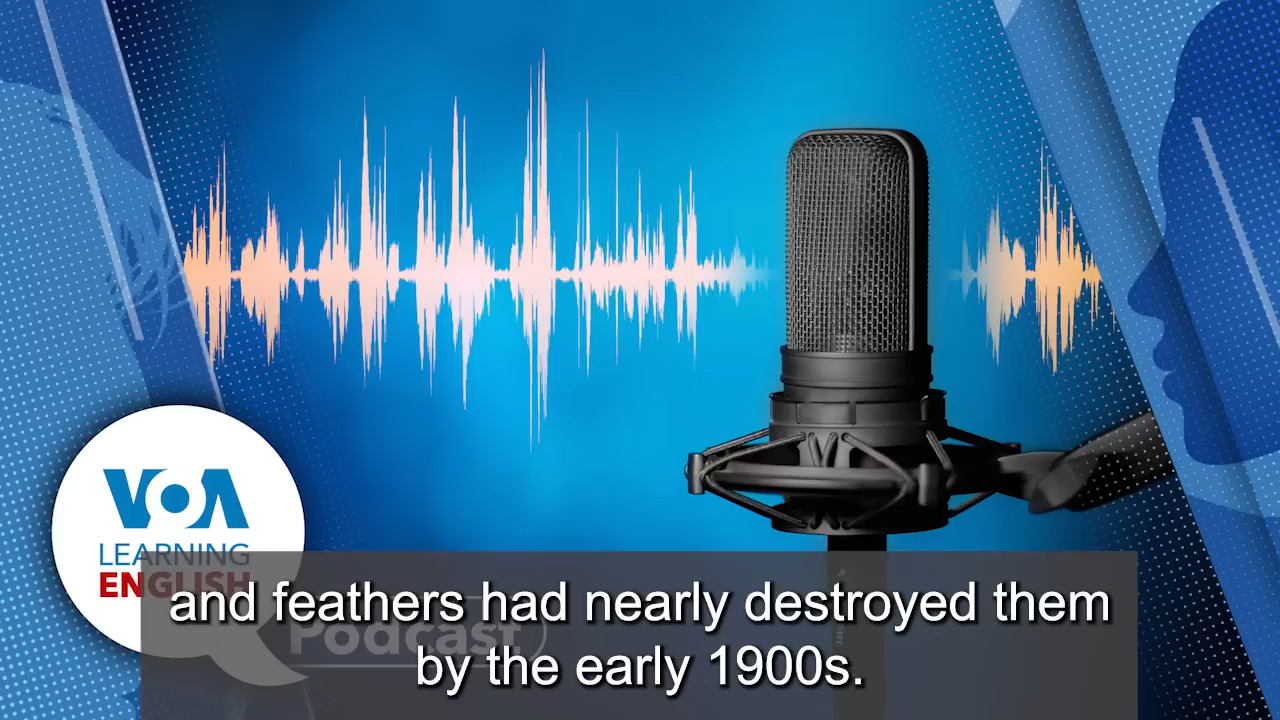 VOA
LEARNING
ENGLISH
Podcast
and feathers had nearly destroyed them
by the early 1900s.